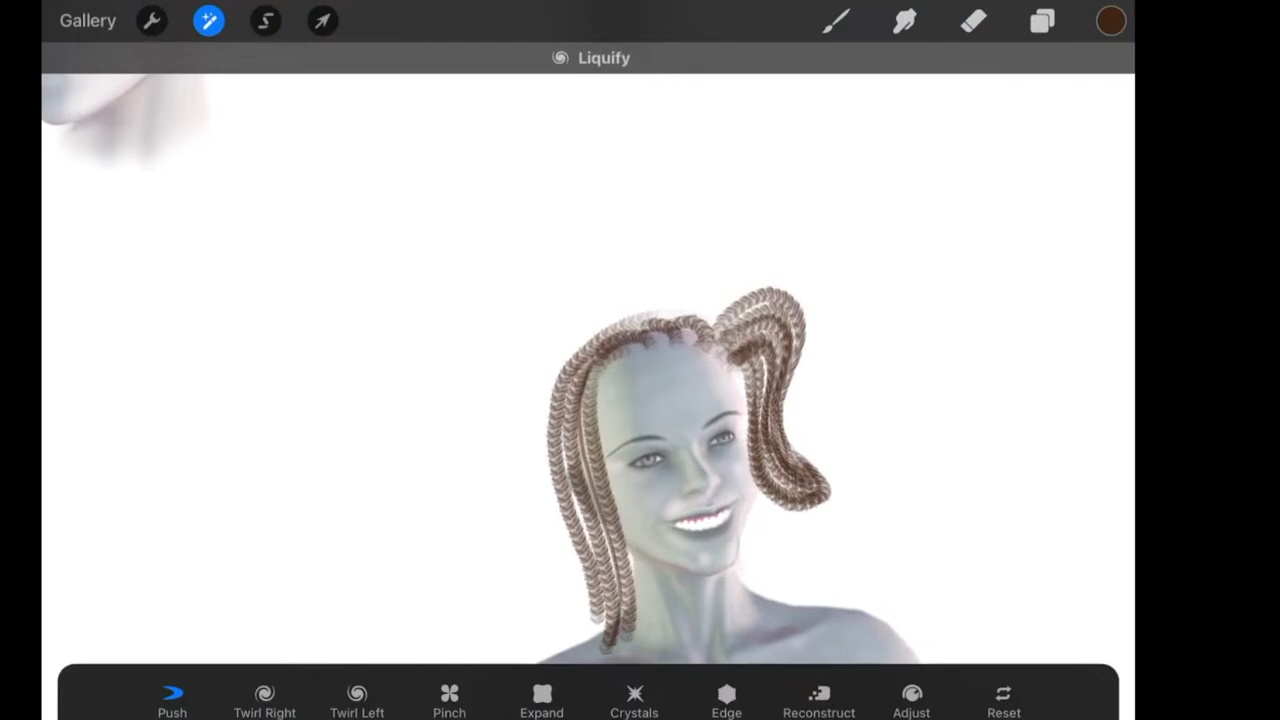 Gallery
Liquify
Push Twirl Right Twirl Left Pinch Expand Crystals Edge Reconstruct Adjust Reset